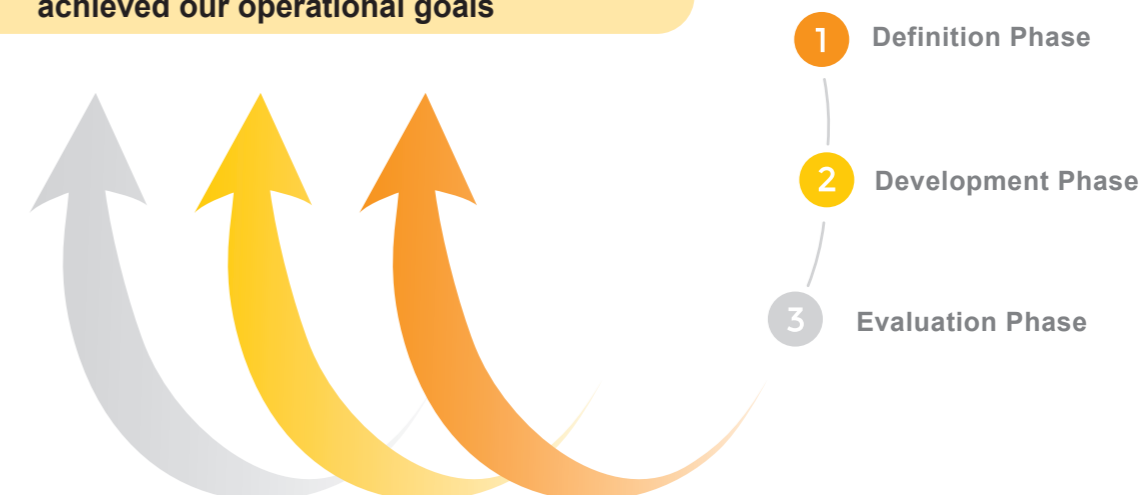 achieved our operational goals
1 Definition Phase
2 Development Phase
3 Evaluation Phase